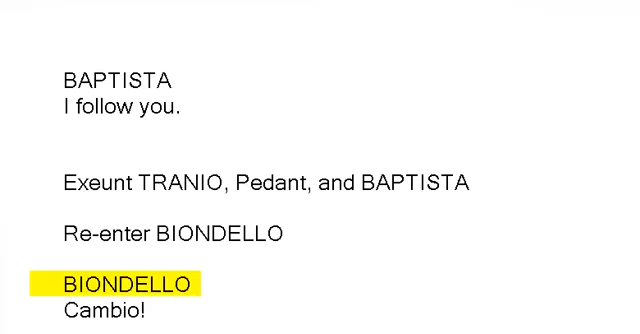 BAPTISTA
I follow you.
Exeunt TRANIO, Pedant, and BAPTISTA
Re-enter BIONDELLO
BIONDELLO
Cambio!